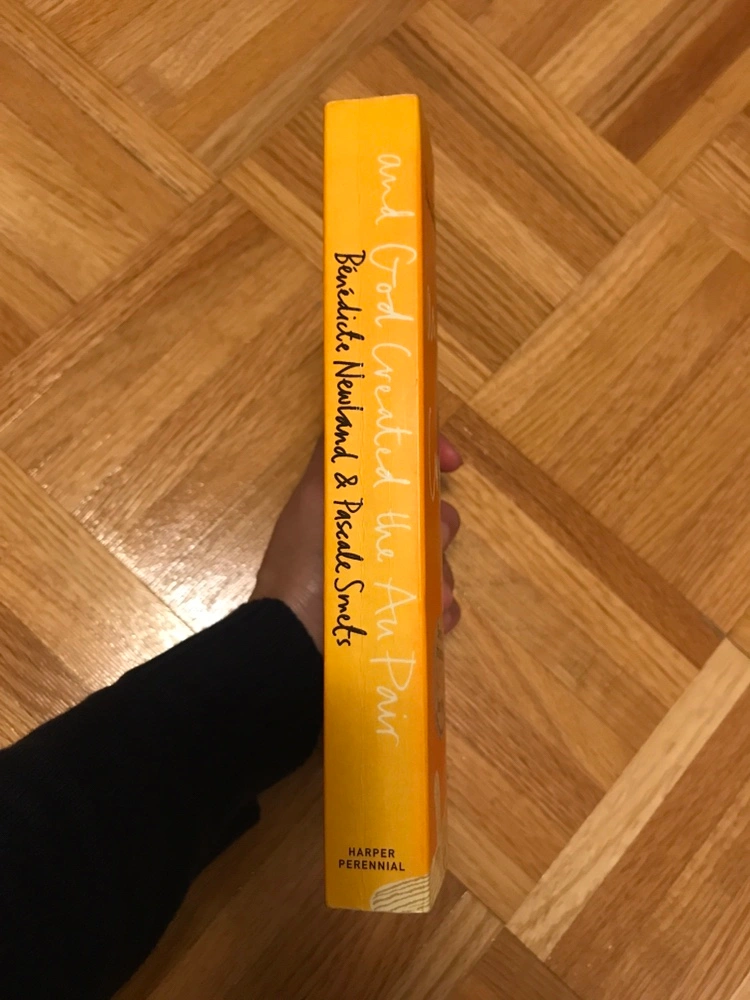 and God Created the Au Pair
Bénédicte Newland & Pascale Smets
HARPER
PERENNIAL